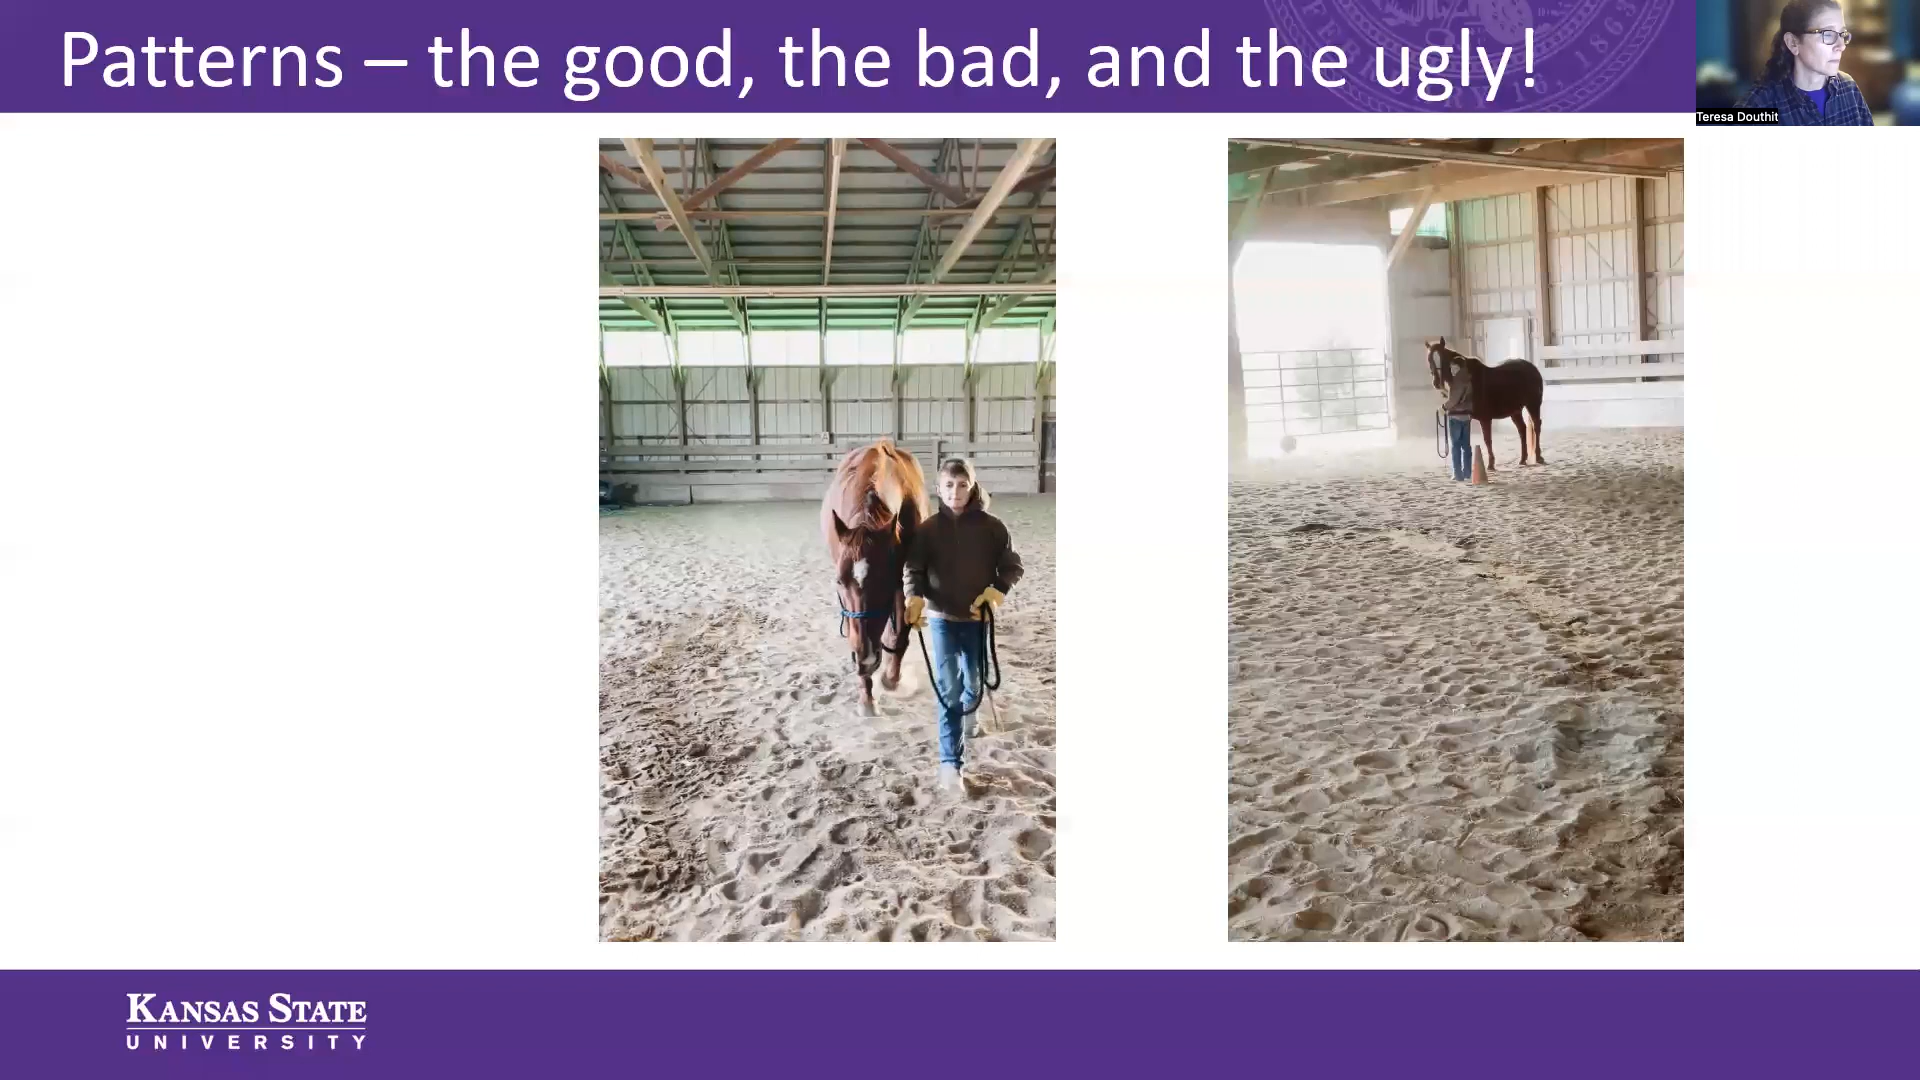 Patterns – the good, the bad, and the ugly!
Teresa Douthit
KANSAS STATE
UNIVERSITY